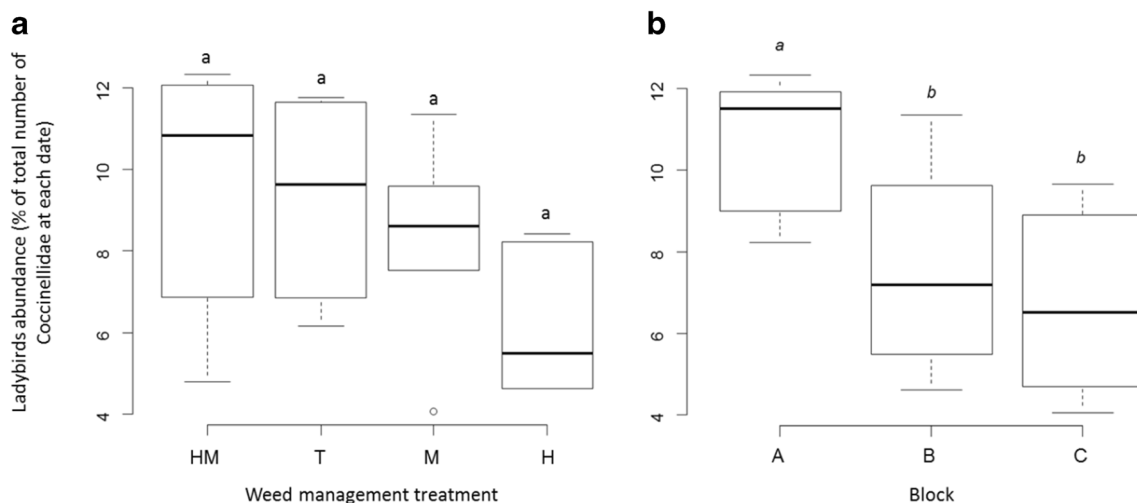 a
b
Ladybirds abundance (% of total number of
Coccinellidae at each date)
12
10
8
6
4
a
a
a
a
HM T M H
Weed management treatment
12
10
8
6
4
a
b
b
A B C
Block